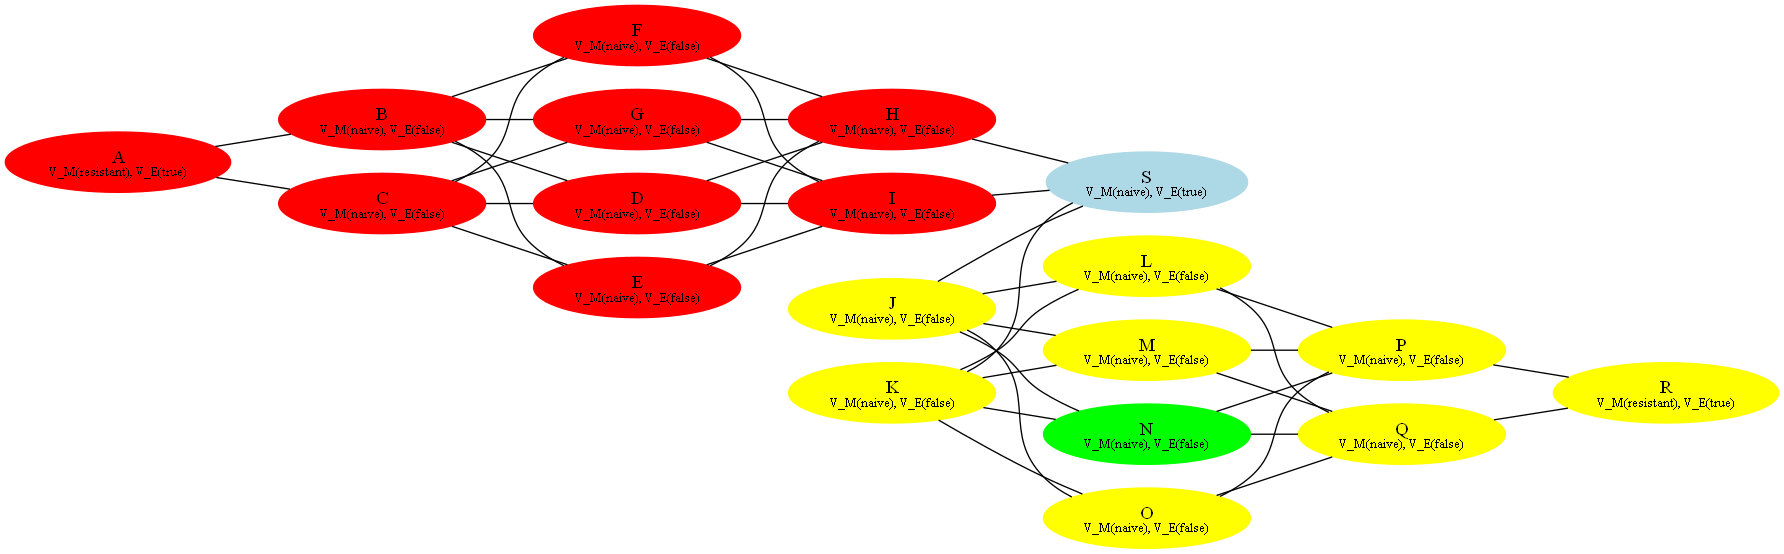 F
V_M(naive), V_E(false)
B
V_M(naive), V_E(false)
G
V_M(naive), V_E(false)
H
V_M(naive), V_E(false)
A
V_M(resistant), V_E(true)
C
V_M(naive), V_E(false)
D
V_M(naive), V_E(false)
I
V_M(naive), V_E(false)
S
V_M(naive), V_E(true)
E
V_M(naive), V_E(false)
L
V_M(naive), V_E(false)
J
V_M(naive), V_E(false)
M
V_M(naive), V_E(false)
P
V_M(naive), V_E(false)
K
V_M(naive), V_E(false)
R
V_M(resistant), V_E(true)
N
V_M(naive), V_E(false)
Q
V_M(naive), V_E(false)
O
V_M(naive), V_E(false)